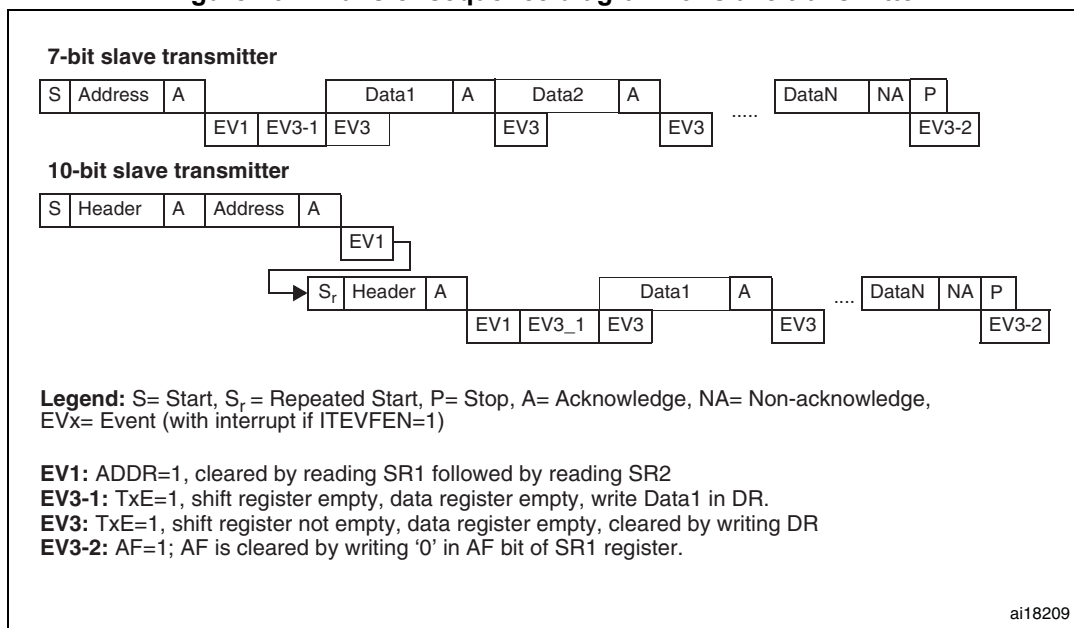 7-bit slave transmitter
S Address A Data1 A Data2 A ..... DataN NA P
EV1 EV3-1 EV3 EV3 EV3 EV3-2
10-bit slave transmitter
S Header A Address A
EV1
Sr Header A Data1 A .... DataN NA P
EV1 EV3_1 EV3 EV3 EV3-2
Legend: S= Start, Sr = Repeated Start, P= Stop, A= Acknowledge, NA= Non-acknowledge,
EVx= Event (with interrupt if ITEVFEN=1)
EV1: ADDR=1, cleared by reading SR1 followed by reading SR2
EV3-1: TxE=1, shift register empty, data register empty, write Data1 in DR.
EV3: TxE=1, shift register not empty, data register empty, cleared by writing DR
EV3-2: AF=1; AF is cleared by writing ‘0’ in AF bit of SR1 register.
ai18209